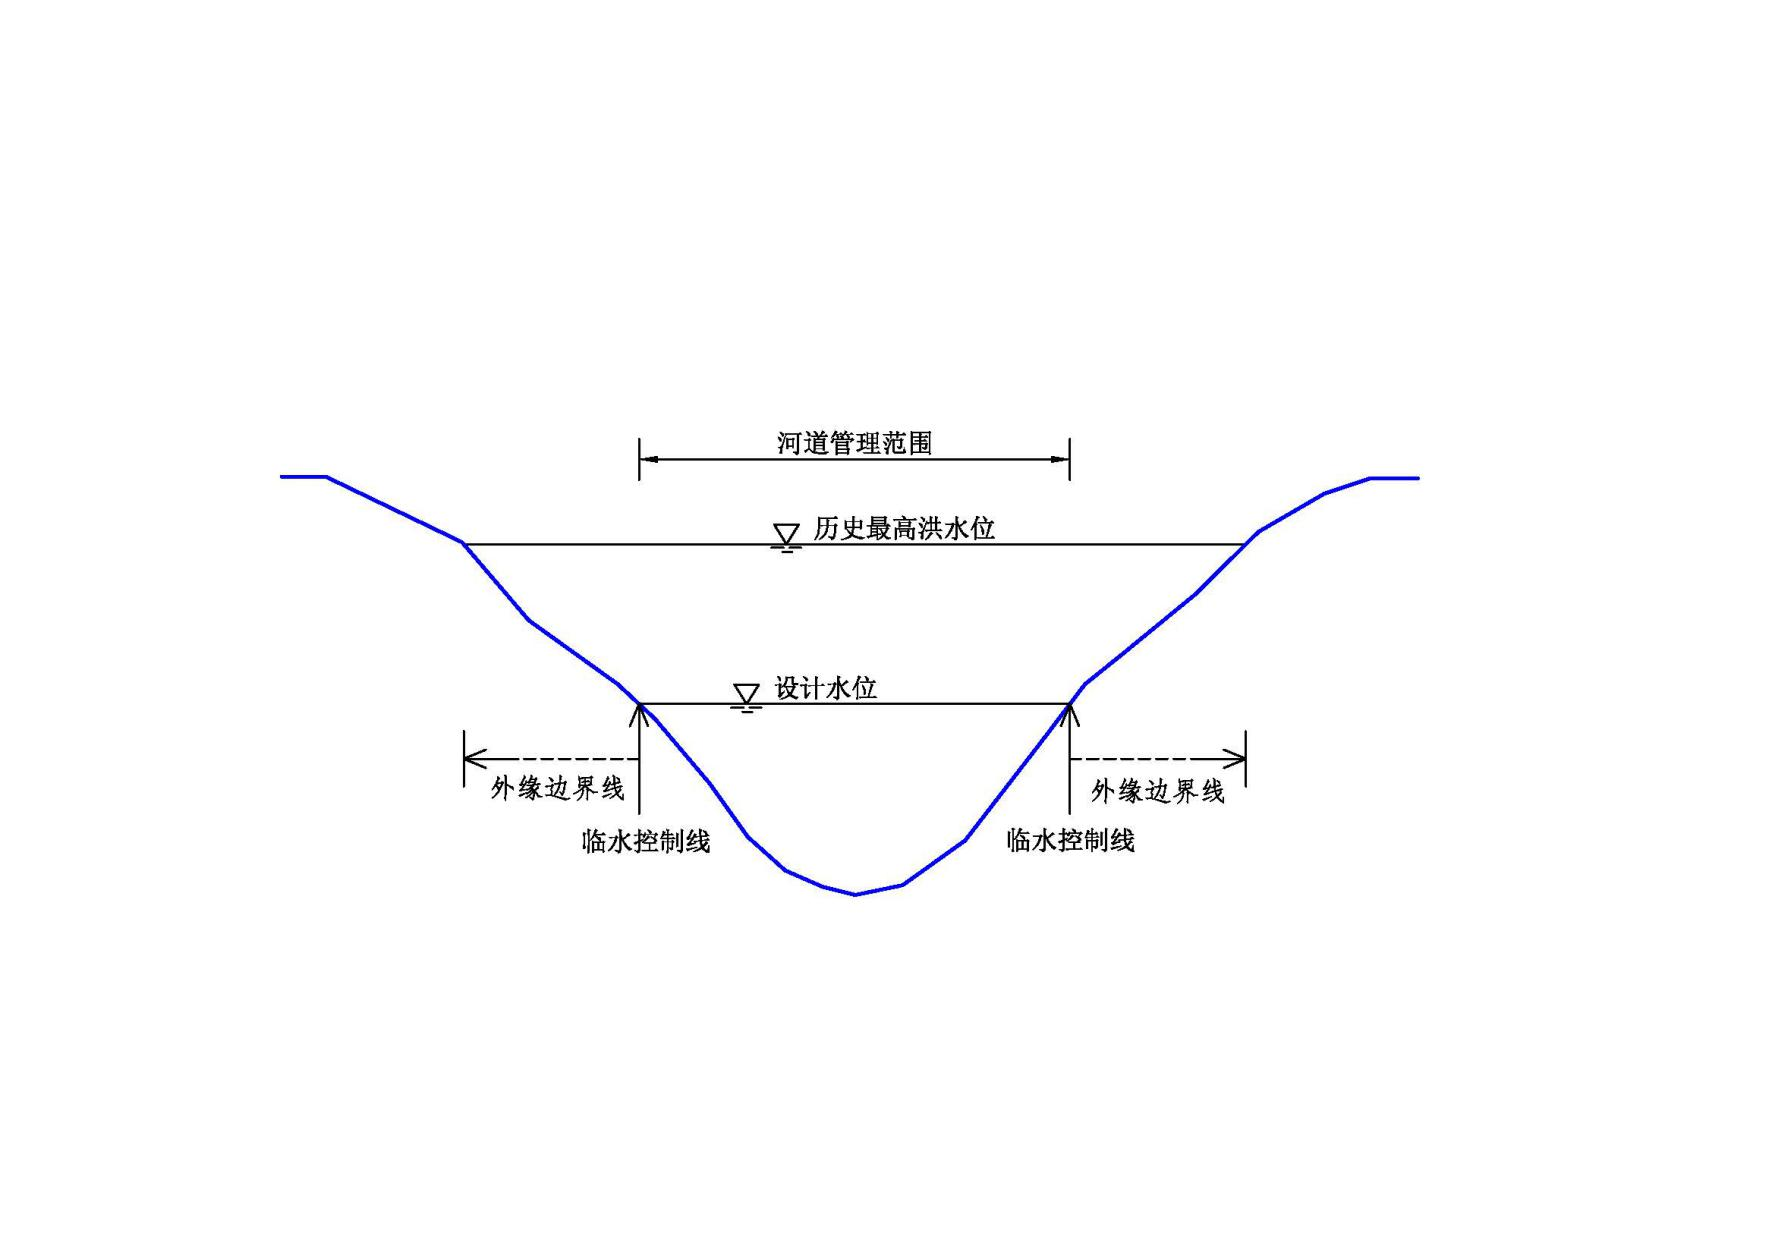 河道管理范围
历史最高洪水位
设计水位
外缘边界线
外缘边界线
临水控制线
临水控制线